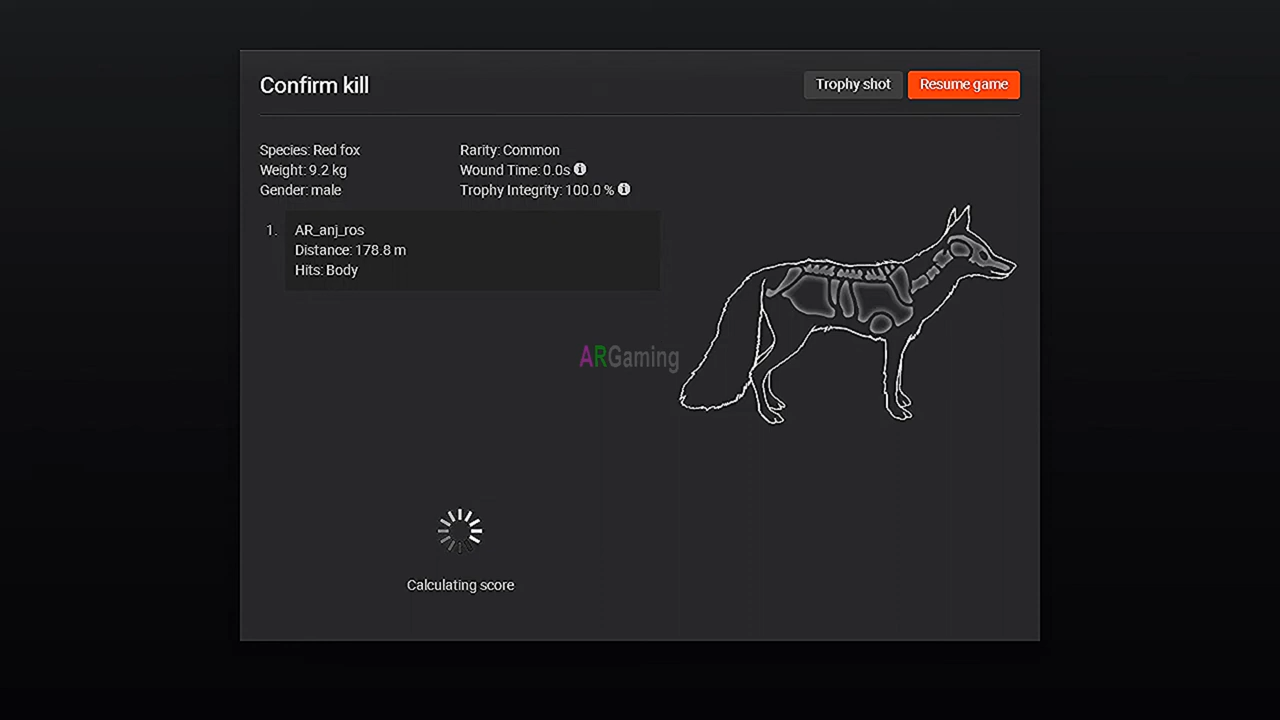 Confirm kill
Trophy shot
Resume game
Species: Red fox
Weight: 9.2 kg
Gender: male
Rarity: Common
Wound Time: 0.0s
Trophy Integrity: 100.0 %
1.
AR_anj_ros
Distance: 178.8 m
Hits: Body
ARGaming
Calculating score